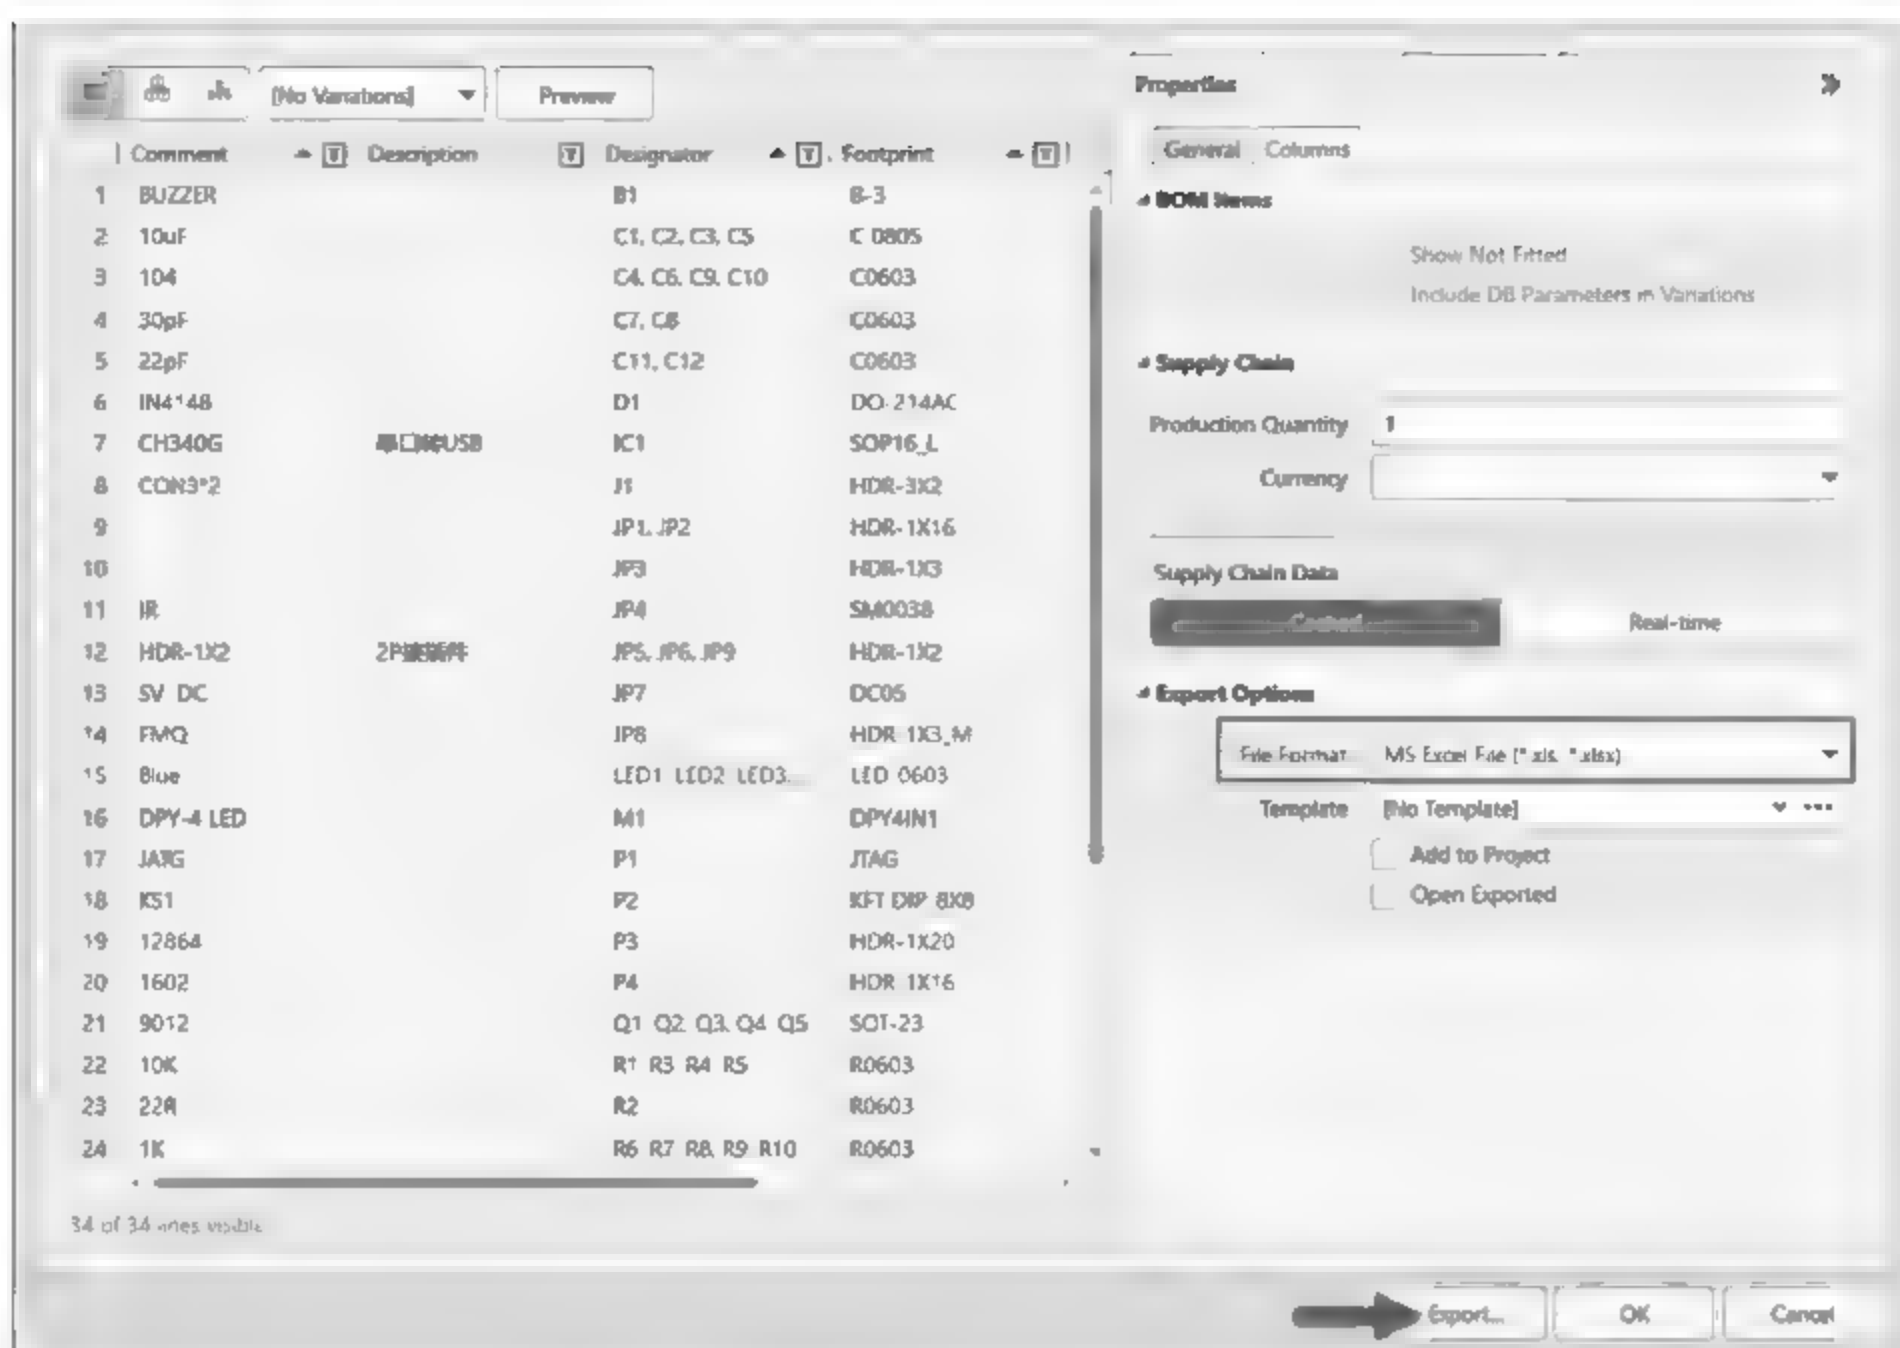 [No Variations] Preview
Comment Description Designator Footprint
1 BUZZER B1 B-3
2 10uF C1, C2, C3, C5 C 0805
3 104 C4, C6, C9, C10 C0603
4 30pF C7, C8 C0603
5 22pF C11, C12 C0603
6 IN4148 D1 DO-214AC
7 CH340G USB IC1 SOP16_L
8 CON3*2 J1 HDR-3X2
9 JP1, JP2 HDR-1X16
10 JP3 HDR-1X3
11 IR JP4 SM0038
12 HDR-1X2 JP5, JP6, JP9 HDR-1X2
13 5V DC JP7 DC05
14 FMQ JP8 HDR 1X3_M
15 Blue LED1 LED2 LED3. LED 0603
16 DPY-4 LED M1 DPY4IN1
17 JATG P1 JTAG
18 KS1 P2 8X8
19 12864 P3 HDR-1X20
20 1602 P4 HDR 1X16
21 9012 Q1 Q2 Q3, Q4 Q5 SOT-23
22 10K R1 R3 R4 R5 R0603
23 22R R2 R0603
24 1K R6 R7 R8, R9 R10 R0603
34 of 34 lines visible
Properties
General Columns
BOM Items
Show Not Fitted
Include DB Parameters in Variations
Supply Chain
Production Quantity 1
Currency
Supply Chain Data
Cached Real-time
Export Options
File Format MS Excel File (*.xls, *.xlsx)
Template [No Template]
Add to Project
Open Exported
Export... OK Cancel